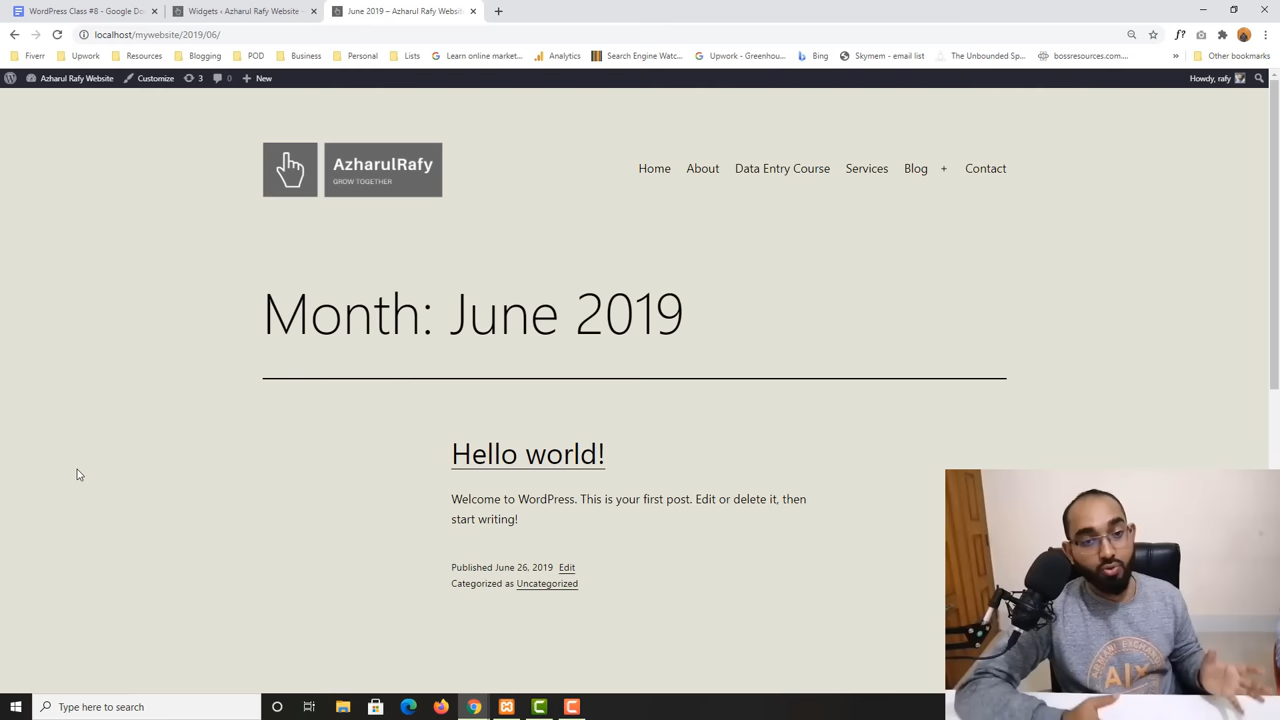 WordPress Class #8 - Google Do
Widgets ‹ Azharul Rafy Website –
June 2019 – Azharul Rafy Websit
localhost/mywebsite/2019/06/
Fiverr
Upwork
Resources
Blogging
POD
Business
Personal
Lists
Learn online market...
Analytics
Search Engine Watc...
Upwork - Greenhou...
Bing
Skymem - email list
The Unbounded Sp...
bossresources.com...
»
Other bookmarks
Azharul Rafy Website
Customize
3
0
+ New
Howdy, rafy
AzharulRafy
GROW TOGETHER
Home
About
Data Entry Course
Services
Blog
+
Contact
Month: June 2019
Hello world!
Welcome to WordPress. This is your first post. Edit or delete it, then
start writing!
Published June 26, 2019 Edit
Categorized as Uncategorized
Type here to search